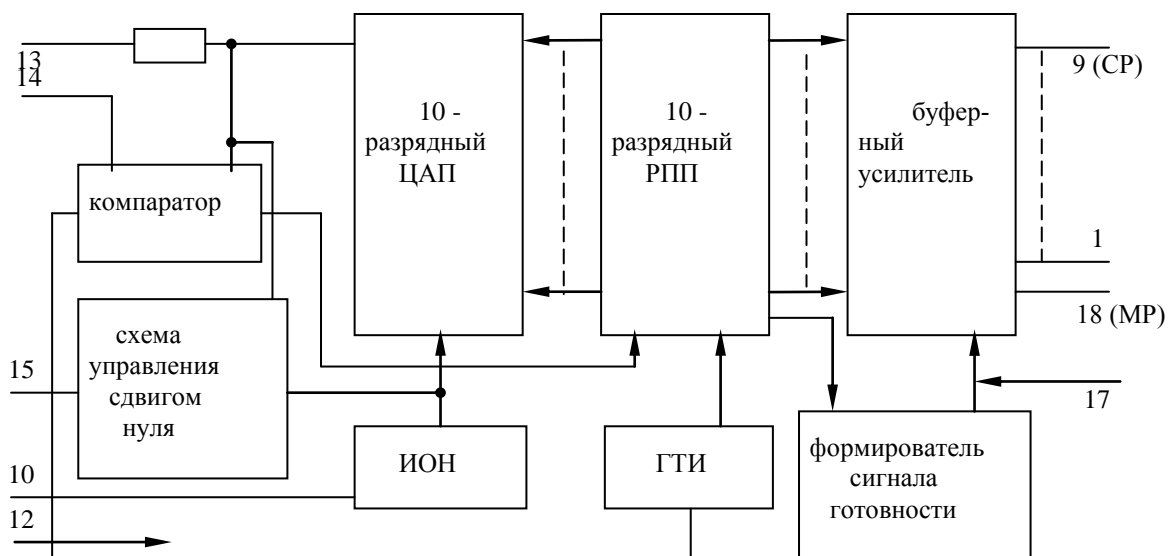 13
14
10 -
разрядный
ЦАП
10 -
разрядный
РПП
буфер-
ный
усилитель
9 (СР)
компаратор
1
18 (МР)
схема
управления
сдвигом
нуля
15
17
ИОН
ГТИ
формирователь
сигнала
готовности
10
12